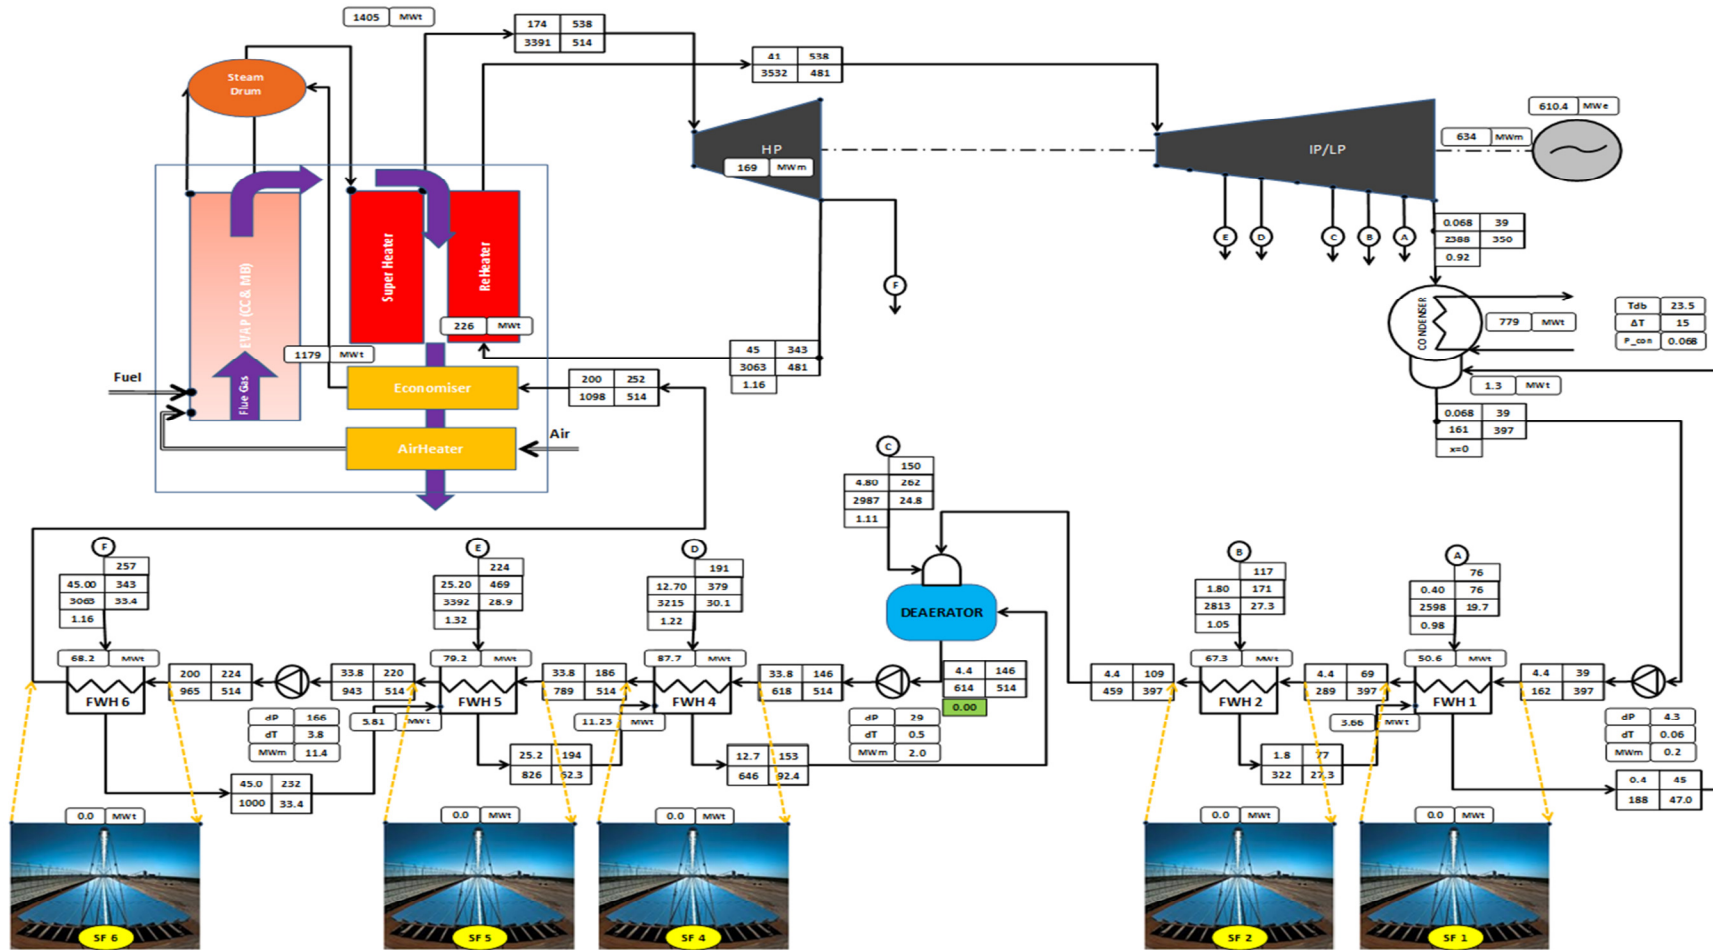 1405 MWt
174 538
3391 514
41 538
3532 481
Steam
Drum
HP
169 MWm
IP/LP
634 MWm
610.4 MWe
EVAP (CC& MB)
Super Heater
ReHeater
226 MWt
1179 MWt
Flue Gas
Fuel
Economiser
AirHeater
Air
200 252
1098 514
45 343
3063 481
1.16
F
E
D
C
B
A
0.068 39
2388 350
0.92
CONDENSER
779 MWt
Tdb 23.5
ΔT 15
P_con 0.068
1.3 MWt
0.068 39
161 397
x=0
C
150
4.80 262
2987 24.8
1.11
DEAERATOR
F
257
45.00 343
3063 33.4
1.16
E
224
25.20 469
3392 28.9
1.32
D
191
12.70 379
3215 30.1
1.22
B
117
1.80 171
2813 27.3
1.05
A
76
0.40 76
2598 19.7
0.98
68.2 MWt
FWH 6
200 224
965 514
33.8 220
943 514
79.2 MWt
FWH 5
33.8 186
789 514
87.7 MWt
FWH 4
33.8 146
618 514
4.4 146
614 514
0.00
4.4 109
459 397
67.3 MWt
FWH 2
4.4 69
289 397
50.6 MWt
FWH 1
4.4 39
162 397
dP 166
dT 3.8
MWm 11.4
5.81 MWt
11.23 MWt
dP 29
dT 0.5
MWm 2.0
3.66 MWt
dP 4.3
dT 0.06
MWm 0.2
45.0 232
1000 33.4
25.2 194
826 62.3
12.7 153
646 92.4
1.8 77
322 27.3
0.4 45
188 47.0
0.0 MWt
0.0 MWt
0.0 MWt
0.0 MWt
0.0 MWt
SF 6
SF 5
SF 4
SF 2
SF 1